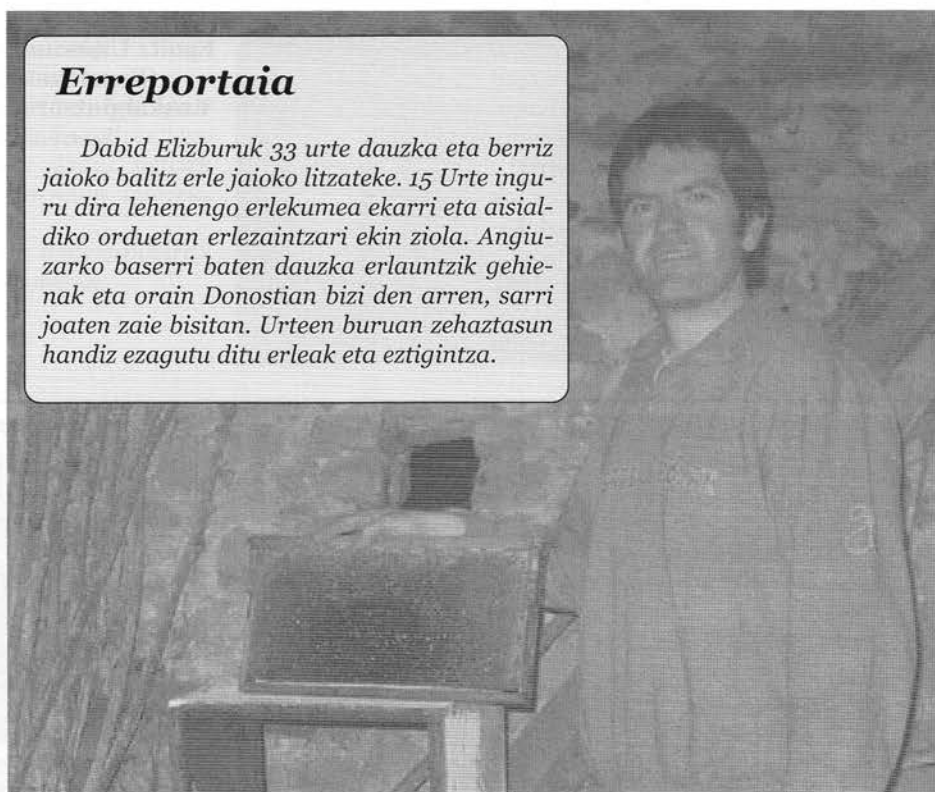 Erreportaia
Dabid Elizburuk 33 urte dauzka eta berriz
jaioko balitz erle jaioko litzateke. 15 Urte ingu-
ru dira lehenengo erlekumea ekarri eta aisial-
diko orduetan erlezaintzari ekin ziola. Angiu-
zarko baserri baten dauzka erlauntzik gehie-
nak eta orain Donostian bizi den arren, sarri
joaten zaie bisitan. Urteen buruan zehaztasun
handiz ezagutu ditu erleak eta eztigintza.